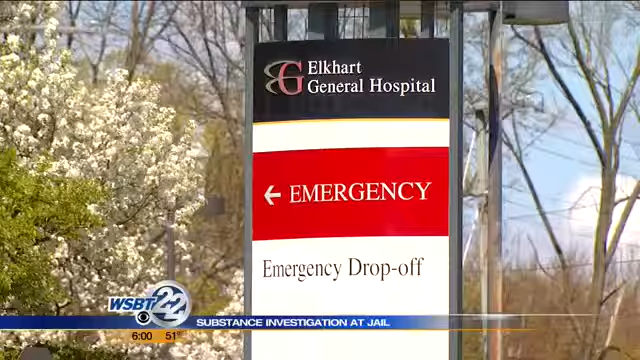 EG Elkhart
General Hospital
← EMERGENCY
Emergency Drop-off
WSBT 22
SUBSTANCE INVESTIGATION AT JAIL
6:00 51°